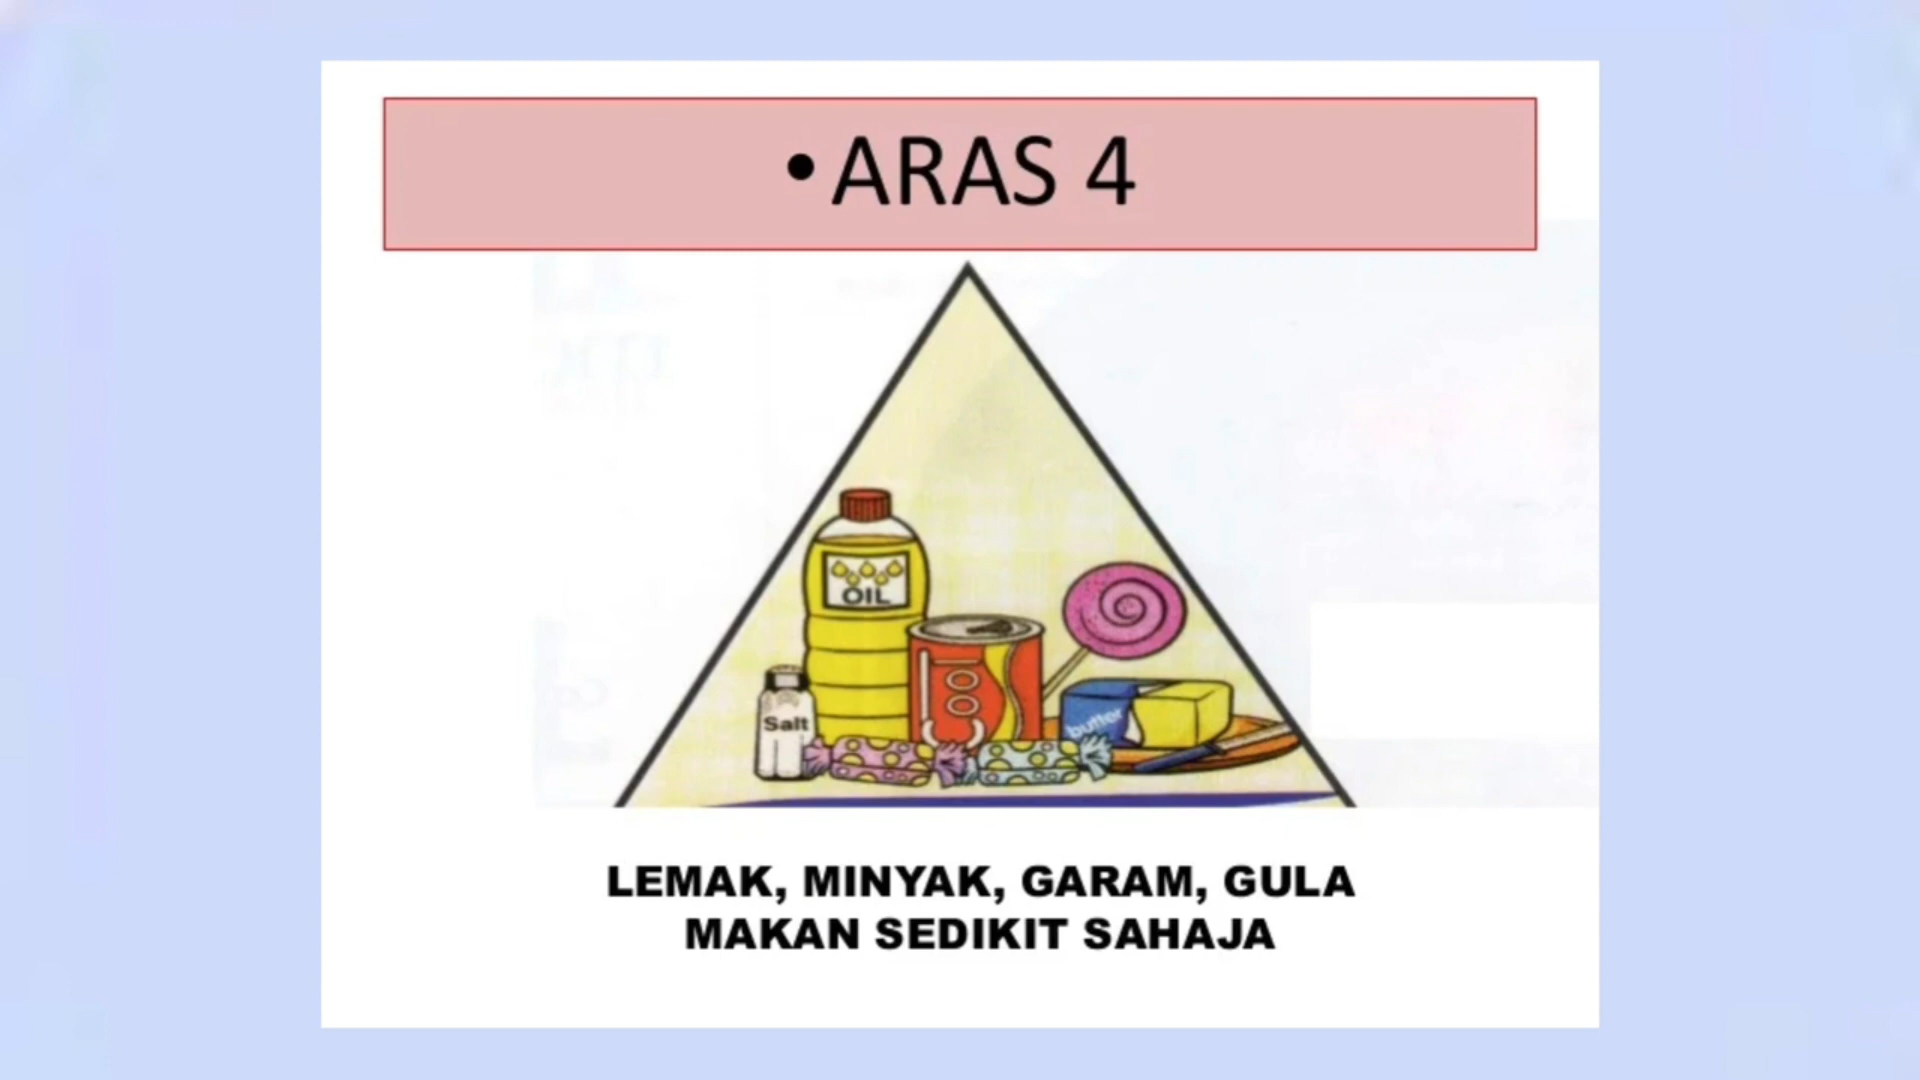 • ARAS 4
OIL
Salt
butter
LEMAK, MINYAK, GARAM, GULA
MAKAN SEDIKIT SAHAJA